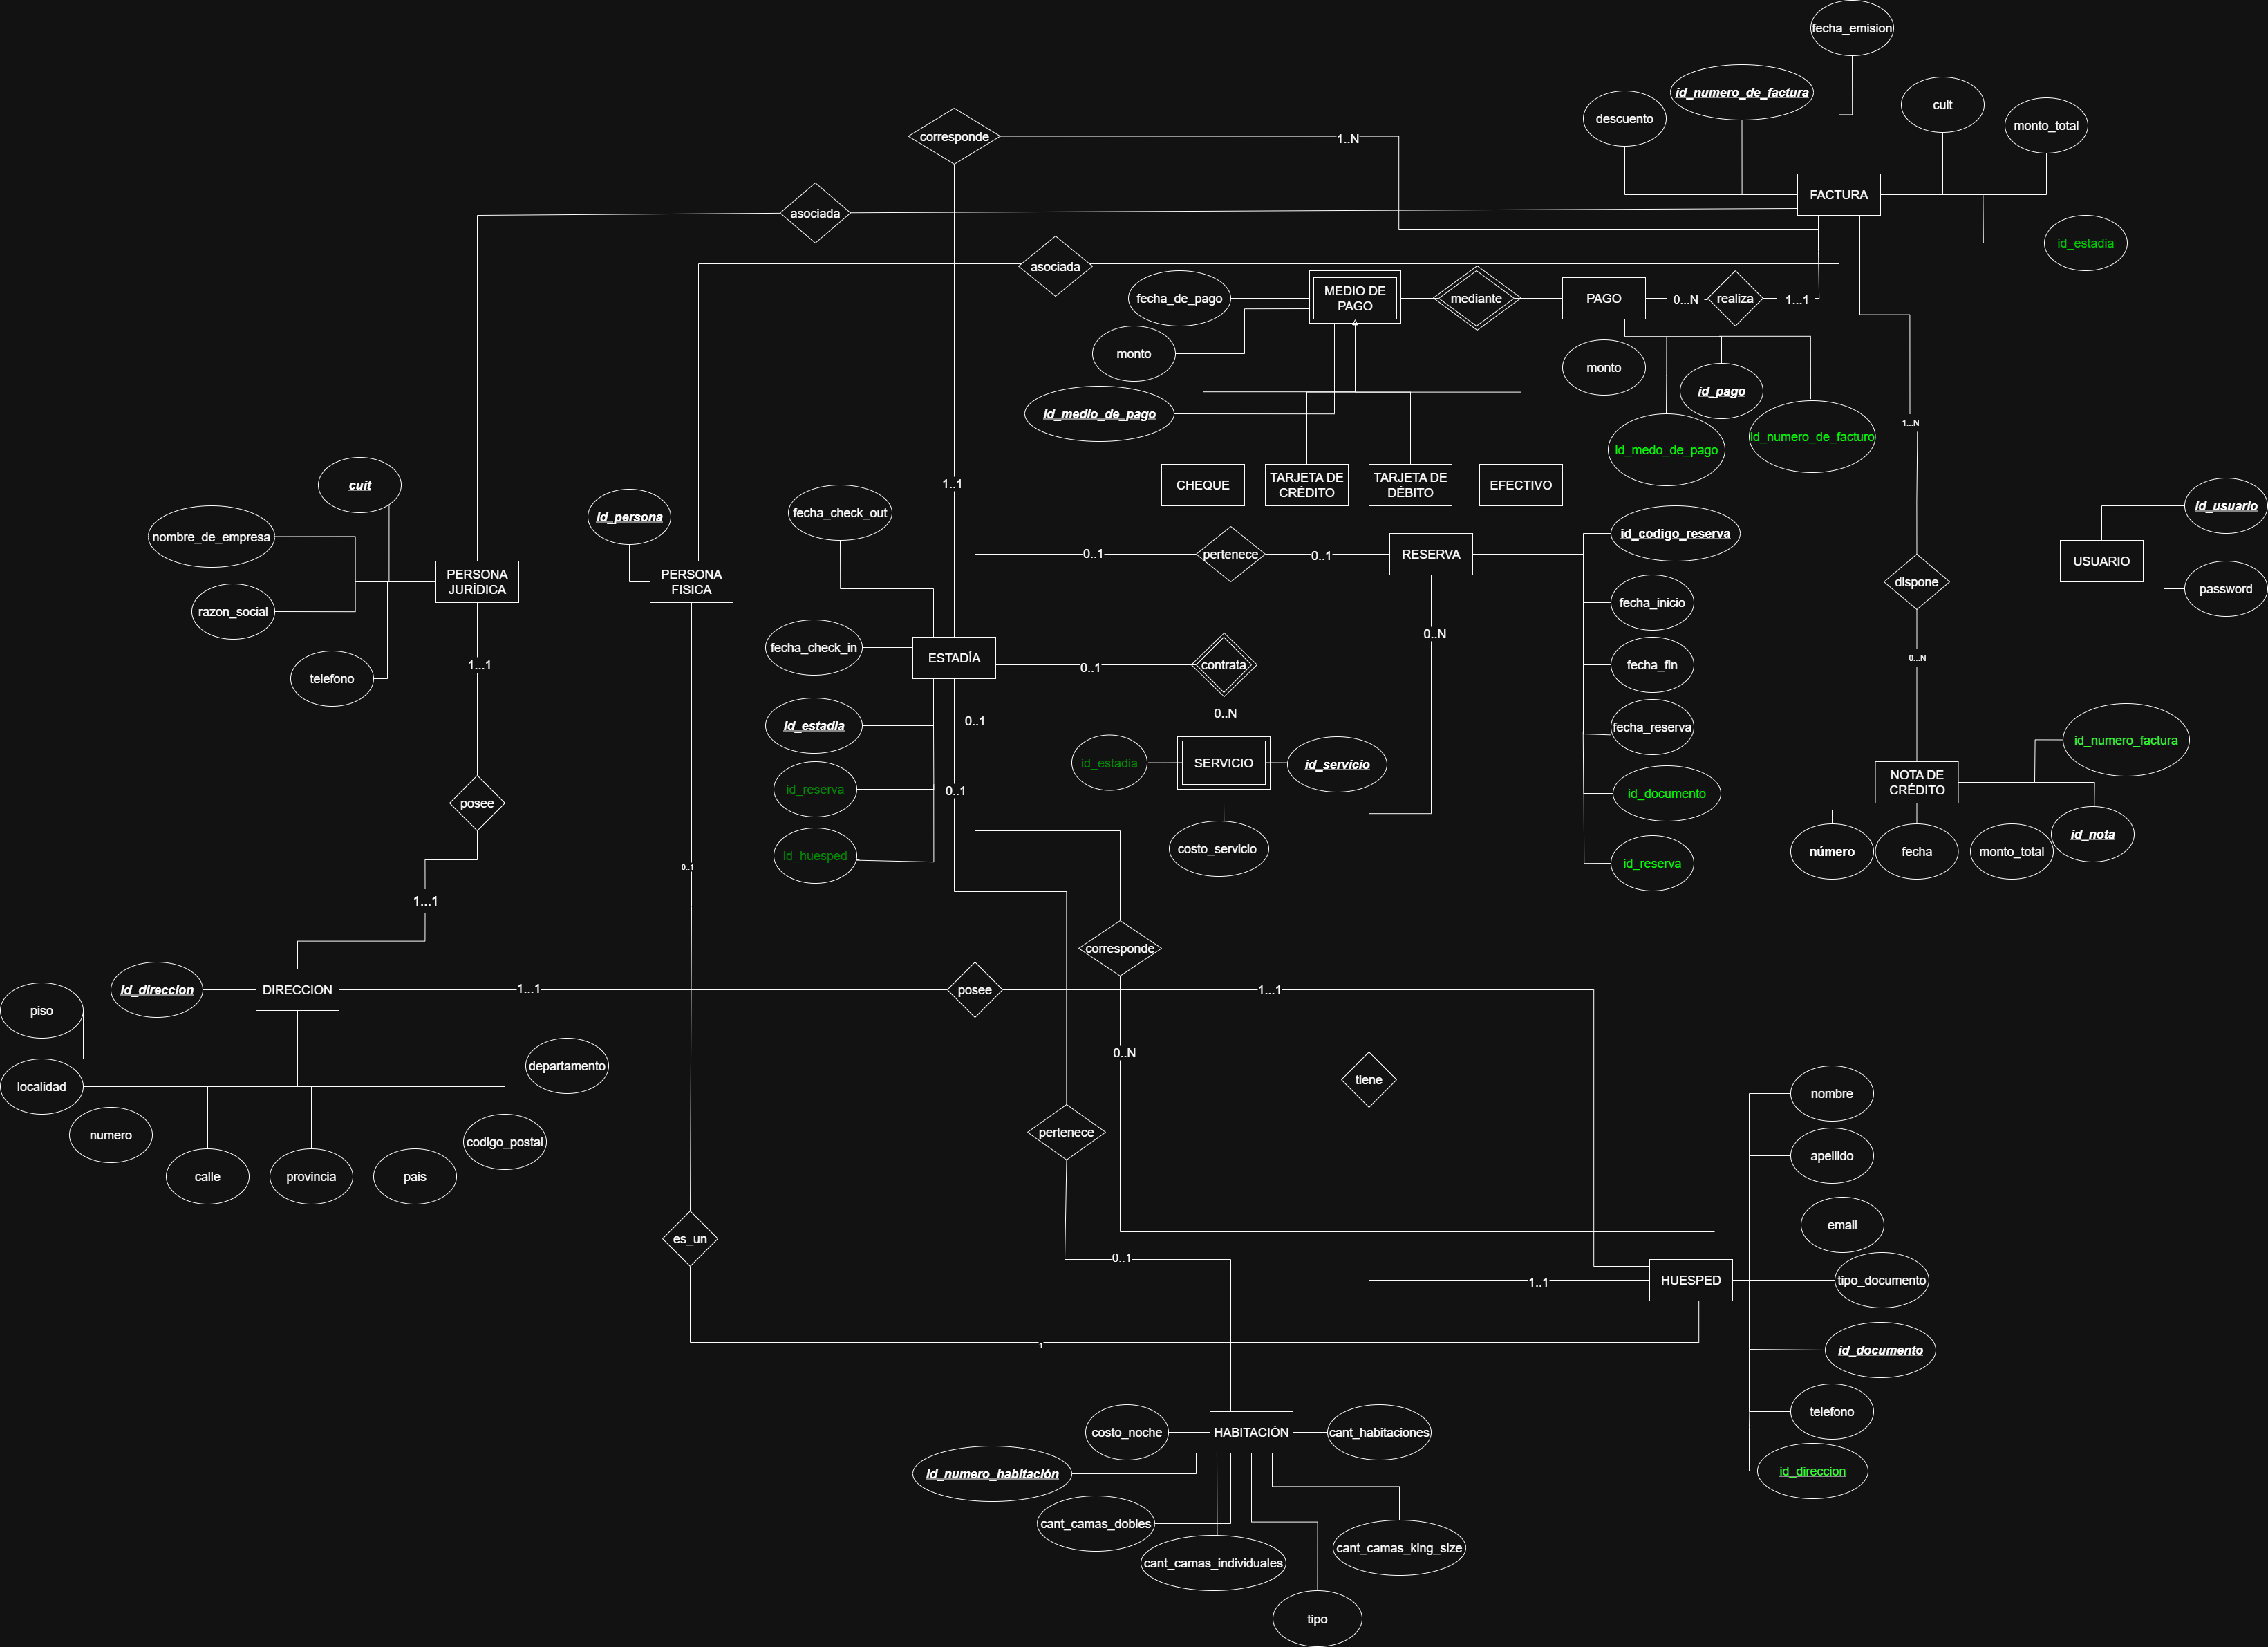 fecha_emision
id_numero_de_factura
cuit
descuento
monto_total
corresponde
1..N
FACTURA
asociada
id_estadia
asociada
fecha_de_pago
MEDIO DE
PAGO
mediante
PAGO
0...N
realiza
1...1
monto
monto
id_pago
id_medio_de_pago
1...N
id_medo_de_pago
id_numero_de_facturo
cuit
1..1
CHEQUE
TARJETA DE
CRÉDITO
TARJETA DE
DÉBITO
EFECTIVO
id_usuario
id_persona
fecha_check_out
nombre_de_empresa
id_codigo_reserva
0..1
pertenece
0..1
RESERVA
USUARIO
PERSONA
JURÍDICA
PERSONA
FISICA
dispone
password
razon_social
fecha_inicio
0..N
fecha_check_in
ESTADÍA
1...1
0..1
contrata
fecha_fin
0...N
telefono
0..N
id_estadia
0..1
fecha_reserva
id_numero_factura
id_estadia
SERVICIO
id_servicio
NOTA DE
CRÉDITO
id_reserva
0..1
id_documento
posee
id_nota
costo_servicio
número
fecha
monto_total
id_huesped
id_reserva
0..1
1...1
corresponde
id_direccion
DIRECCION
1...1
posee
1...1
piso
0..N
departamento
localidad
tiene
nombre
numero
codigo_postal
pertenece
apellido
calle
provincia
pais
email
es_un
0..1
HUESPED
tipo_documento
1..1
1
id_documento
telefono
costo_noche
HABITACIÓN
cant_habitaciones
id_numero_habitación
id_direccion
cant_camas_dobles
cant_camas_individuales
cant_camas_king_size
tipo